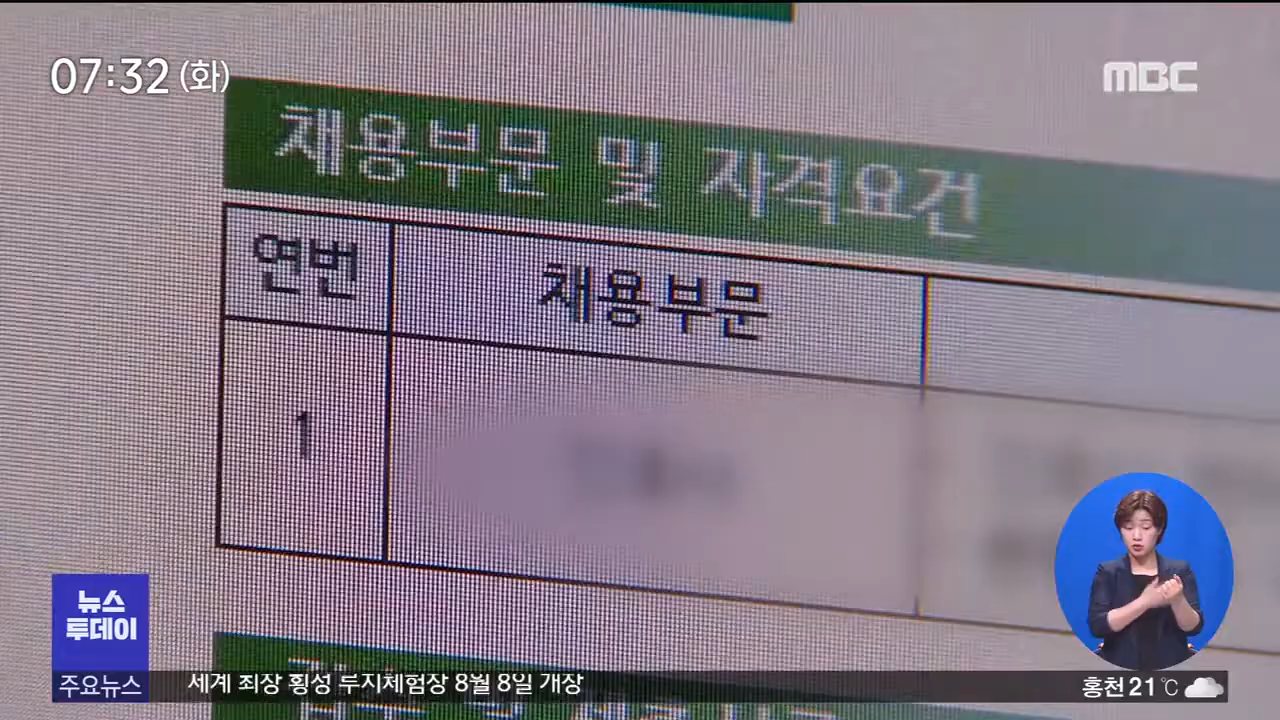 07:32 (화)
MBC
채용부문 및 자격요건
연번
채용부문
1
뉴스
투데이
주요뉴스
세계 최상 횡성 루지체험장 8월 8일 개장
홍천 21℃